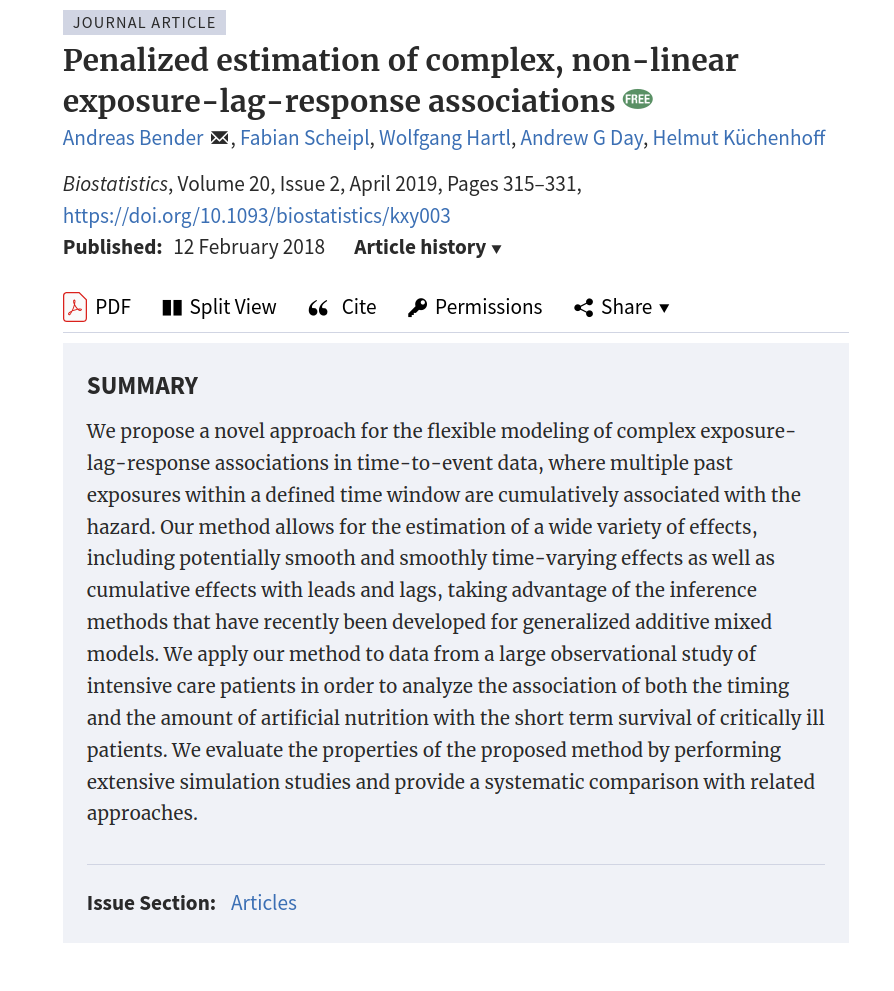 JOURNAL ARTICLE
Penalized estimation of complex, non-linear
exposure-lag-response associations FREE
Andreas Bender, Fabian Scheipl, Wolfgang Hartl, Andrew G Day, Helmut Küchenhoff
Biostatistics, Volume 20, Issue 2, April 2019, Pages 315–331,
https://doi.org/10.1093/biostatistics/kxy003
Published: 12 February 2018 Article history
PDF Split View Cite Permissions Share
SUMMARY
We propose a novel approach for the flexible modeling of complex exposure-
lag-response associations in time-to-event data, where multiple past
exposures within a defined time window are cumulatively associated with the
hazard. Our method allows for the estimation of a wide variety of effects,
including potentially smooth and smoothly time-varying effects as well as
cumulative effects with leads and lags, taking advantage of the inference
methods that have recently been developed for generalized additive mixed
models. We apply our method to data from a large observational study of
intensive care patients in order to analyze the association of both the timing
and the amount of artificial nutrition with the short term survival of critically ill
patients. We evaluate the properties of the proposed method by performing
extensive simulation studies and provide a systematic comparison with related
approaches.
Issue Section: Articles